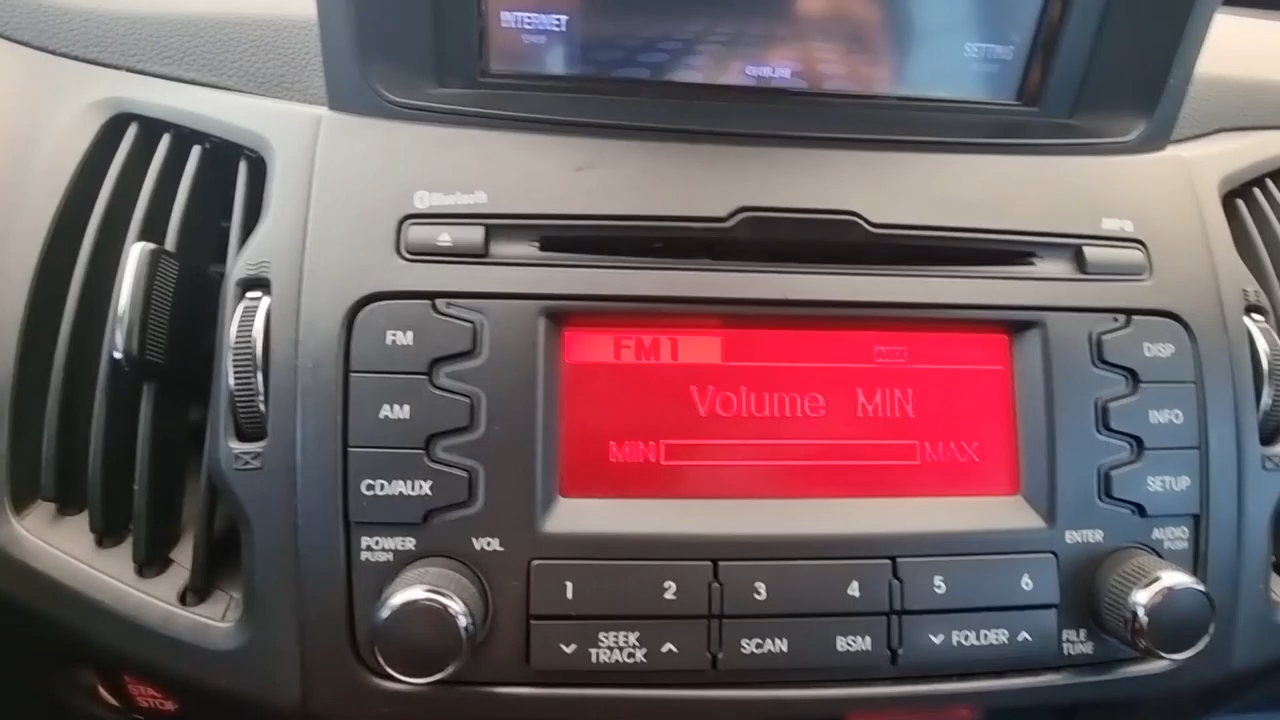 INTERNET
SETTING
Bluetooth
FM
FM1
DISP
Volume MIN
AM
INFO
MIN
MAX
CD/AUX
SETUP
POWER
PUSH
VOL
ENTER
AUDIO
PUSH
1
2
3
4
5
6
SEEK
TRACK
SCAN
BSM
FOLDER
FILE
TUNE
STOP